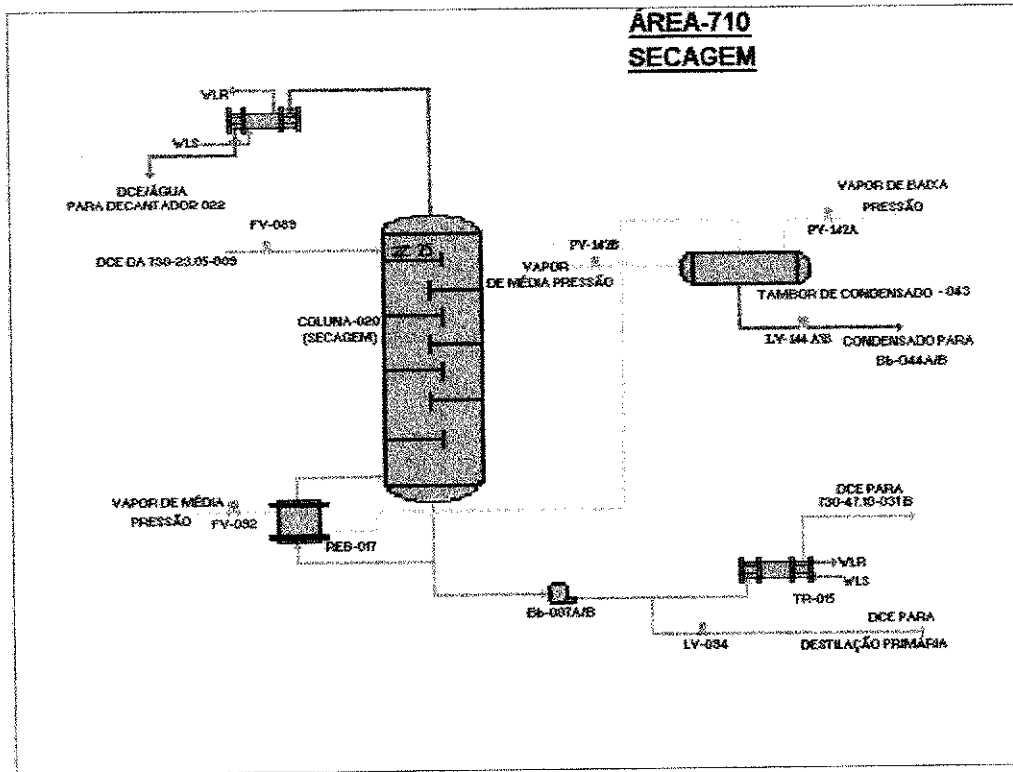 ÁREA-710
SECAGEM
WLR
WLS
DCE/ÁGUA
PARA DECANTADOR 022
FV-089
DCE DA 730-23.05-009
COLUNA-020
(SECAGEM)
VAPOR DE BAIXA
PRESSÃO
PV-142A
PV-142B
VAPOR
DE MÉDIA PRESSÃO
TAMBOR DE CONDENSADO - 043
LV-144 A/B
CONDENSADO PARA
Bb-044A/B
VAPOR DE MÉDIA
PRESSÃO
FV-092
REB-017
DCE PARA
730-47.10-031B
WLR
WLS
TR-015
Bb-007A/B
DCE PARA
LV-084
DESTILAÇÃO PRIMÁRIA